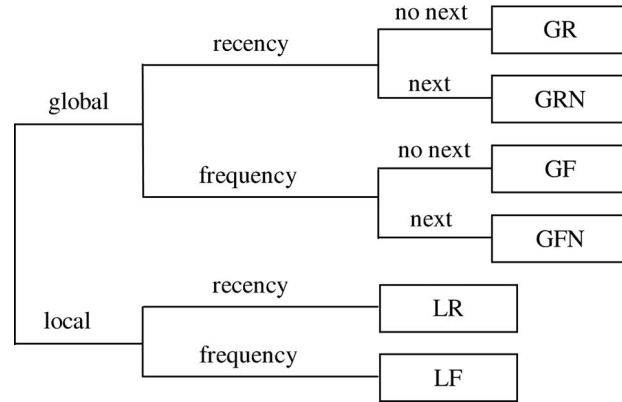 no next
GR
recency
next
GRN
global
no next
GF
frequency
next
GFN
recency
LR
local
frequency
LF